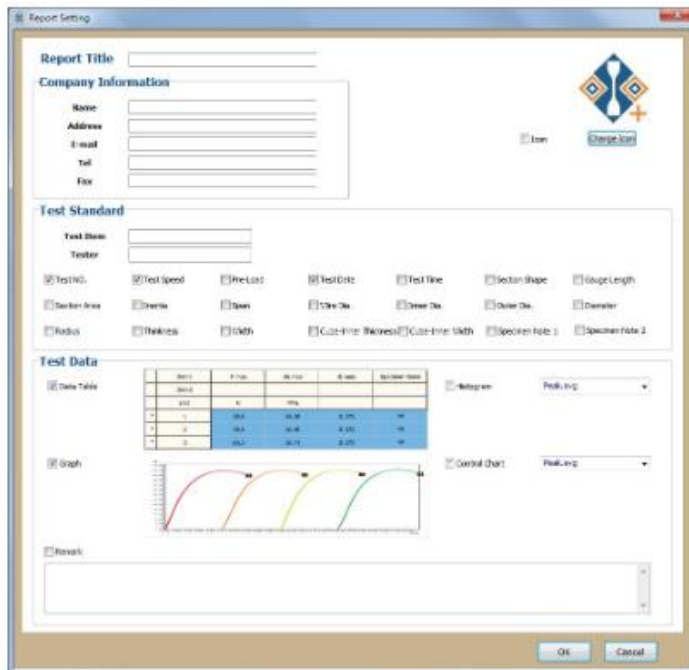 Report Setting
Report Title
Company Information
Name
Address
E-mail
Tel
Fax
Icon
Change Icon
Test Standard
Test Item
Tester
Test NO. Test Speed Pre-Load Test Date Test Time Section Shape Gauge Length
Section Area Inertia Span Wire Dia. Inner Dia. Outer Dia. Diameter
Radius Thickness Width Cube-Inner Thickness Cube-Inner Width Specimen Note 1 Specimen Note 2
Test Data
Data Table
Histogram Peak.avg
1
2
3
Graph
Control Chart Peak.avg
Remark
OK Cancel